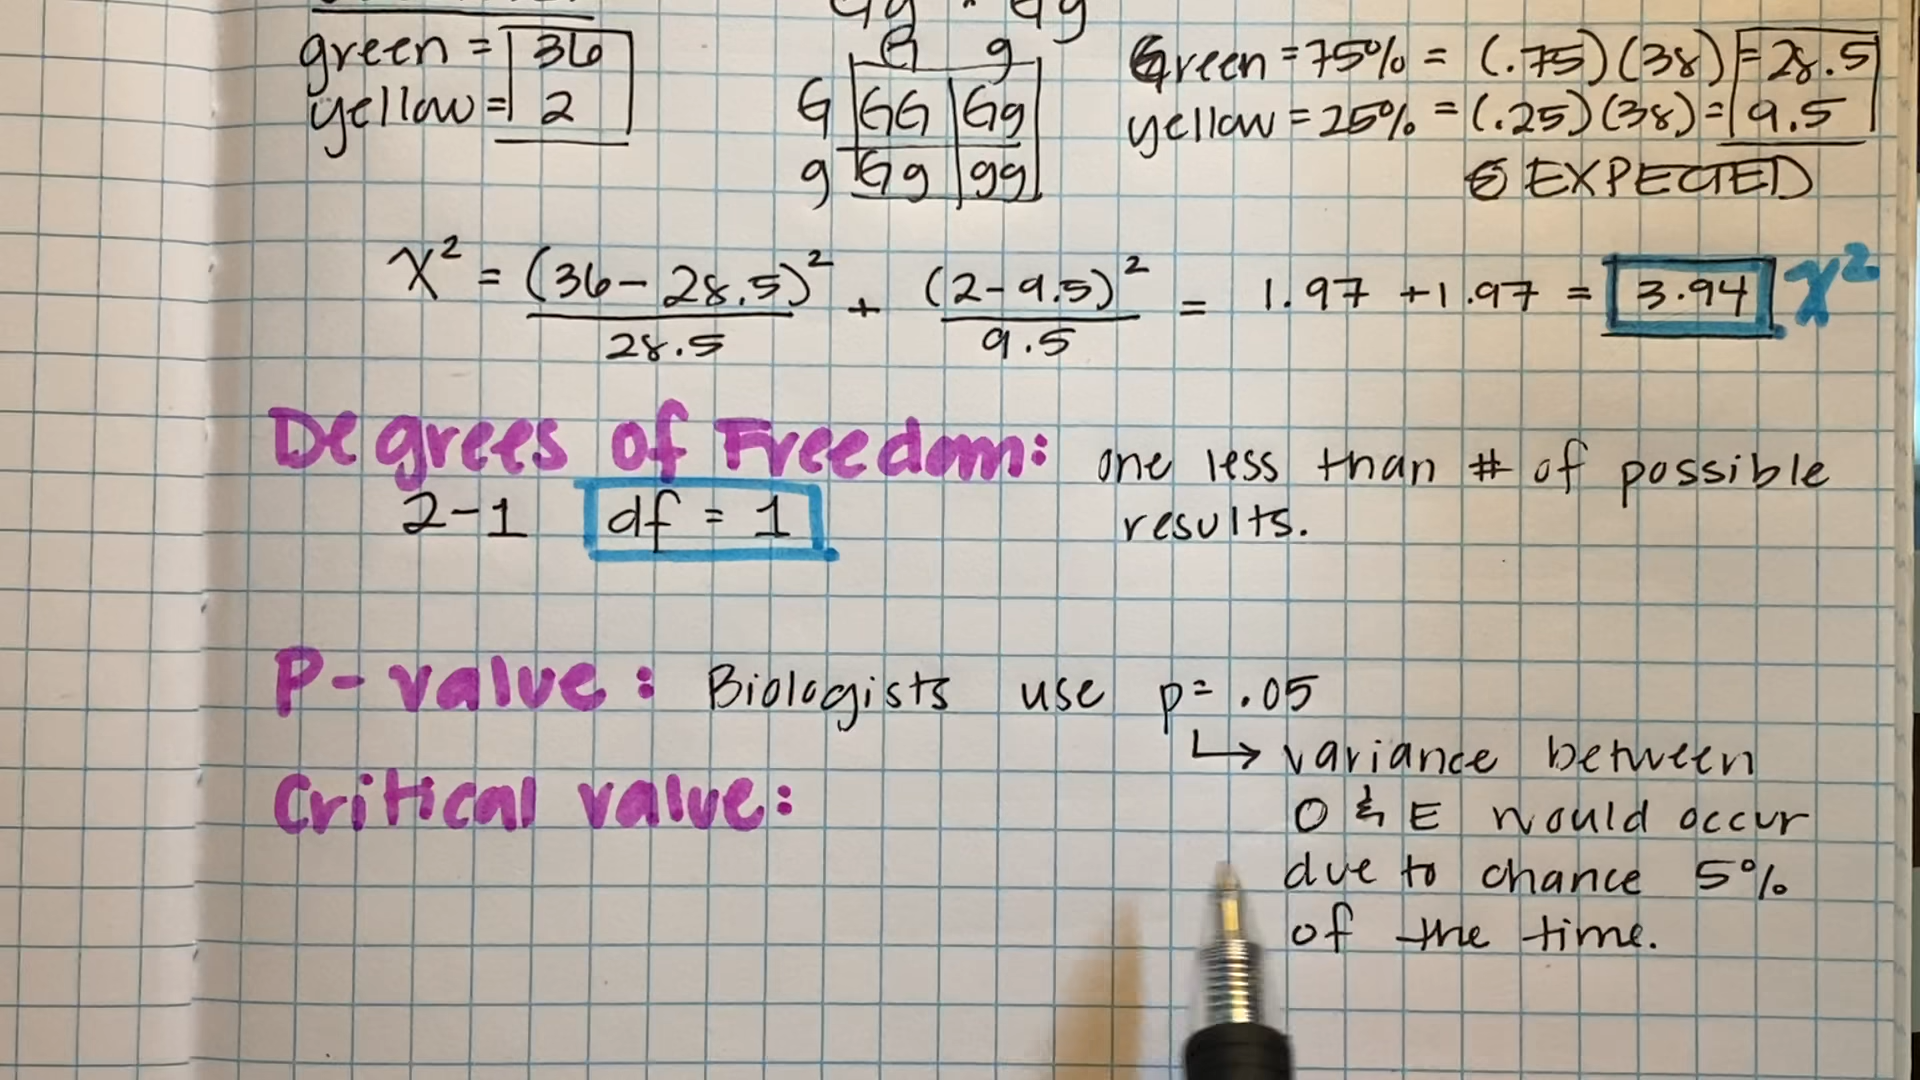 Gg × Gg
green = 36
yellow = 2
G g
G GG Gg
g Gg gg
Green = 75% = (.75)(38) = 28.5
yellow = 25% = (.25)(38) = 9.5
EXPECTED
χ² = (36 - 28.5)² / 28.5 + (2 - 9.5)² / 9.5 = 1.97 + 1.97 = 3.94 χ²
Degrees of Freedom: one less than # of possible
results.
2-1 df = 1
P-value: Biologists use p= .05
↳ variance between
O & E would occur
due to chance 5%
of the time.
Critical value: